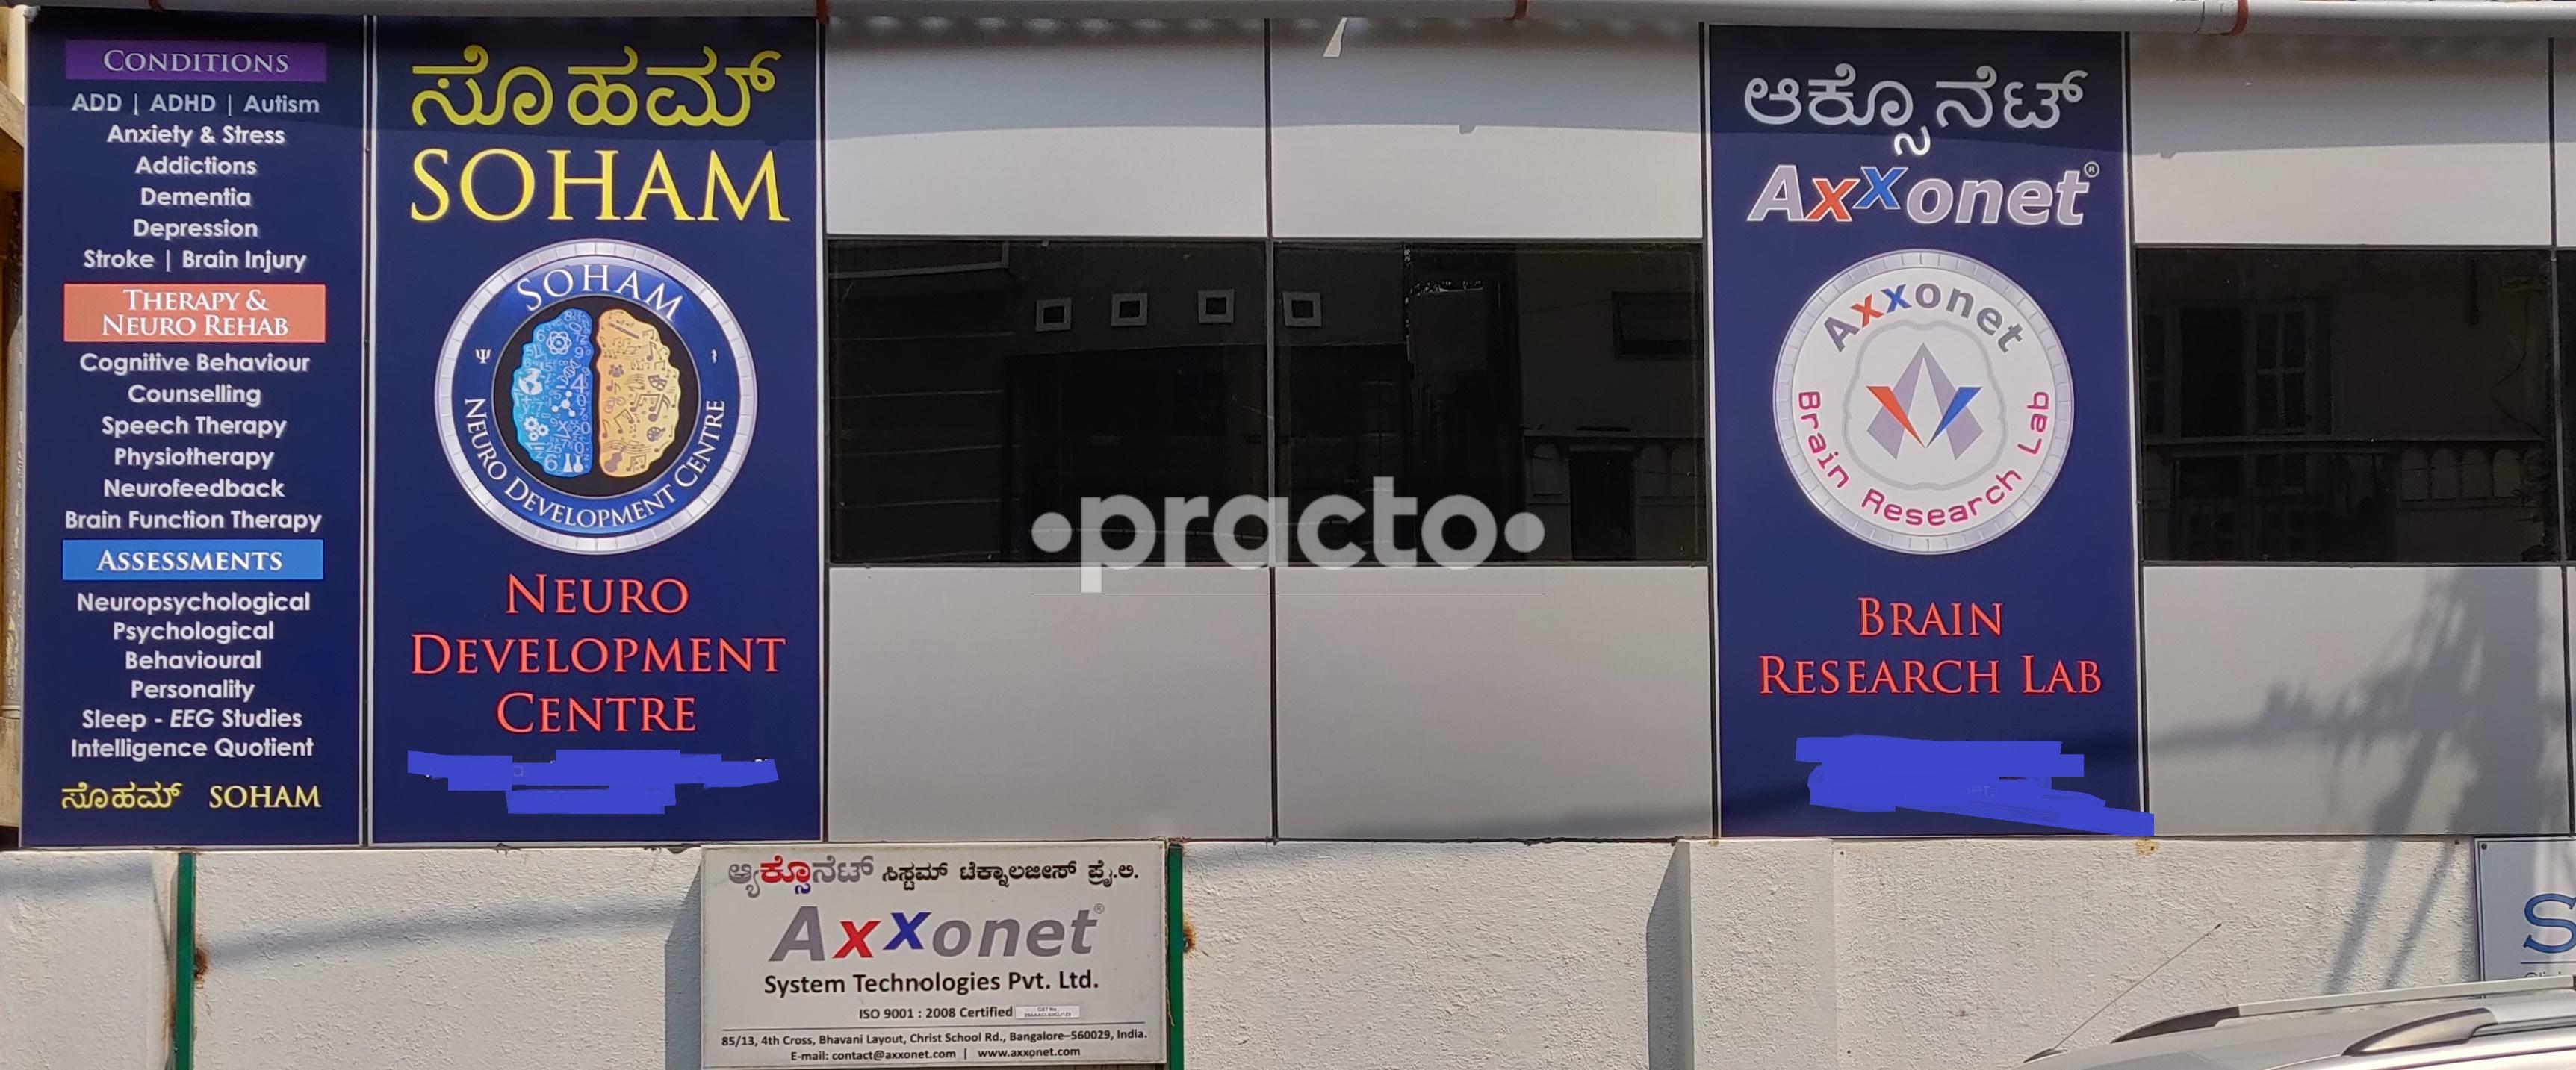 CONDITIONS
ADD | ADHD | Autism
Anxiety & Stress
Addictions
Dementia
Depression
Stroke | Brain Injury
THERAPY &
NEURO REHAB
Cognitive Behaviour
Counselling
Speech Therapy
Physiotherapy
Neurofeedback
Brain Function Therapy
ASSESSMENTS
Neuropsychological
Psychological
Behavioural
Personality
Sleep - EEG Studies
Intelligence Quotient
ಸೊಹಮ್ SOHAM
ಸೊಹಮ್
SOHAM
SOHAM
NEURO DEVELOPMENT CENTRE
NEURO
DEVELOPMENT
CENTRE
•practo•
ಆಕ್ಸೊನೆಟ್
Axxonet®
Axxonet
Brain Research Lab
BRAIN
RESEARCH LAB
ಆ್ಯಕ್ಸೊನೆಟ್ ಸಿಸ್ಟಮ್ ಟೆಕ್ನಾಲಜೀಸ್ ಪ್ರೈ.ಲಿ.
Axxonet®
System Technologies Pvt. Ltd.
ISO 9001 : 2008 Certified
85/13, 4th Cross, Bhavani Layout, Christ School Rd., Bangalore–560029, India.
E-mail: contact@axxonet.com | www.axxonet.com
S